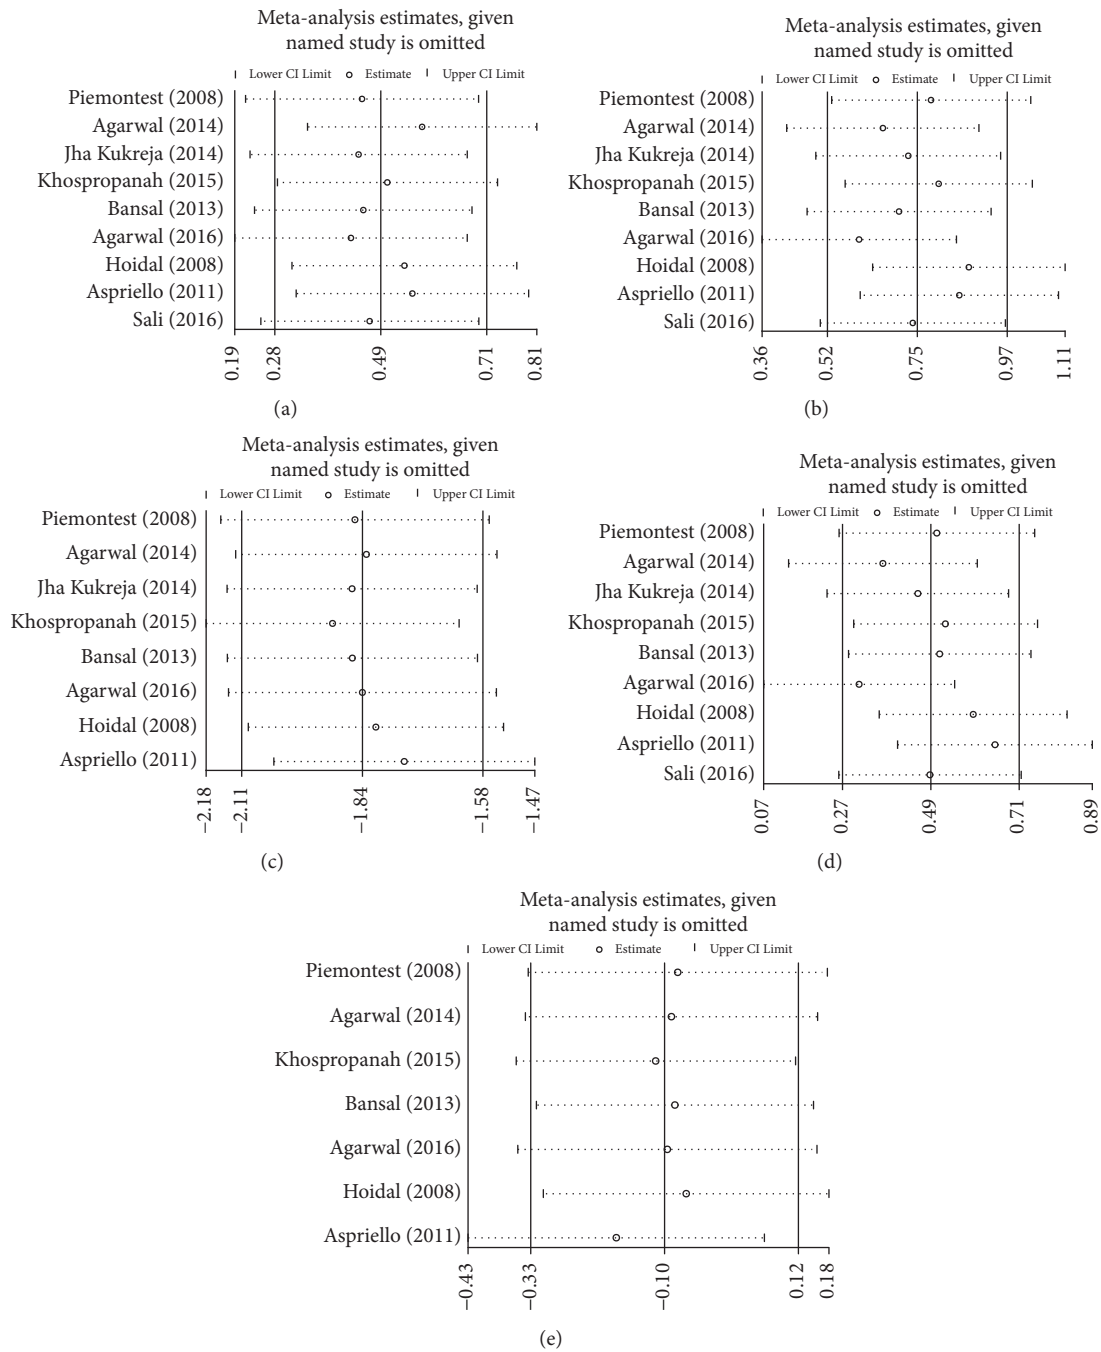 Meta-analysis estimates, given
named study is omitted
Lower CI Limit Estimate Upper CI Limit
Piemontest (2008)
Agarwal (2014)
Jha Kukreja (2014)
Khospropanah (2015)
Bansal (2013)
Agarwal (2016)
Hoidal (2008)
Aspriello (2011)
Sali (2016)
0.19 0.28 0.49 0.71 0.81
(a)
Meta-analysis estimates, given
named study is omitted
Lower CI Limit Estimate Upper CI Limit
Piemontest (2008)
Agarwal (2014)
Jha Kukreja (2014)
Khospropanah (2015)
Bansal (2013)
Agarwal (2016)
Hoidal (2008)
Aspriello (2011)
Sali (2016)
0.36 0.52 0.75 0.97 1.11
(b)
Meta-analysis estimates, given
named study is omitted
Lower CI Limit Estimate Upper CI Limit
Piemontest (2008)
Agarwal (2014)
Jha Kukreja (2014)
Khospropanah (2015)
Bansal (2013)
Agarwal (2016)
Hoidal (2008)
Aspriello (2011)
−2.18 −2.11 −1.84 −1.58 −1.47
(c)
Meta-analysis estimates, given
named study is omitted
Lower CI Limit Estimate Upper CI Limit
Piemontest (2008)
Agarwal (2014)
Jha Kukreja (2014)
Khospropanah (2015)
Bansal (2013)
Agarwal (2016)
Hoidal (2008)
Aspriello (2011)
Sali (2016)
0.07 0.27 0.49 0.71 0.89
(d)
Meta-analysis estimates, given
named study is omitted
Lower CI Limit Estimate Upper CI Limit
Piemontest (2008)
Agarwal (2014)
Khospropanah (2015)
Bansal (2013)
Agarwal (2016)
Hoidal (2008)
Aspriello (2011)
−0.43 −0.33 −0.10 0.12 0.18
(e)